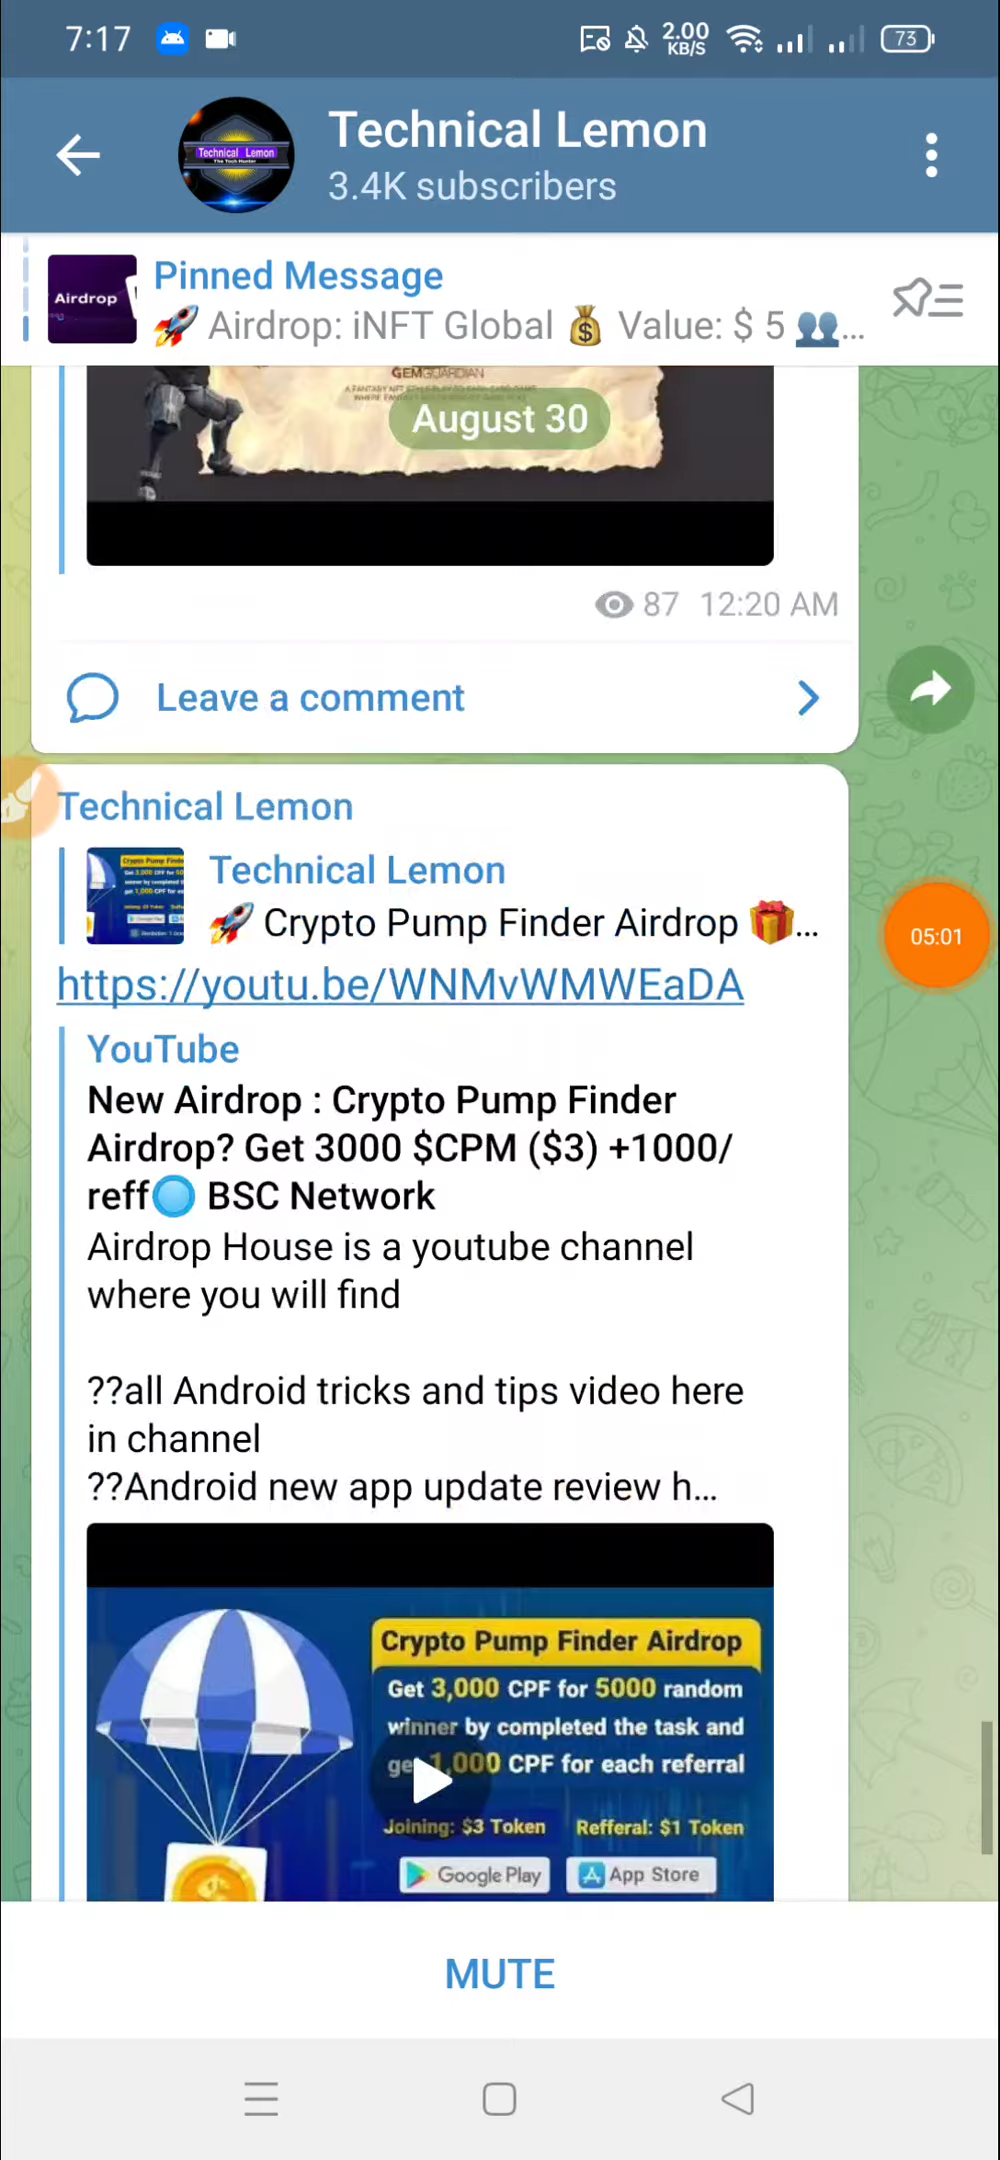 7:17
2.00
KB/S
73
Technical Lemon
Technical Lemon
3.4K subscribers
Airdrop
Pinned Message
🚀 Airdrop: iNFT Global 💰 Value: $ 5 👥...
GEMGUARDIAN
August 30
87 12:20 AM
Leave a comment
Technical Lemon
Technical Lemon
🚀 Crypto Pump Finder Airdrop 🎁...
05:01
https://youtu.be/WNMvWMWEaDA
YouTube
New Airdrop : Crypto Pump Finder
Airdrop? Get 3000 $CPM ($3) +1000/
reff🔵 BSC Network
Airdrop House is a youtube channel
where you will find
??all Android tricks and tips video here
in channel
??Android new app update review h...
Crypto Pump Finder Airdrop
Get 3,000 CPF for 5000 random
winner by completed the task and
get 1,000 CPF for each referral
Joining: $3 Token Refferal: $1 Token
Google Play App Store
MUTE